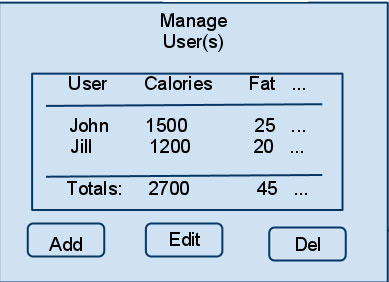 Manage
User(s)
User Calories Fat ...
John 1500 25 ...
Jill 1200 20 ...
Totals: 2700 45 ...
Add Edit Del